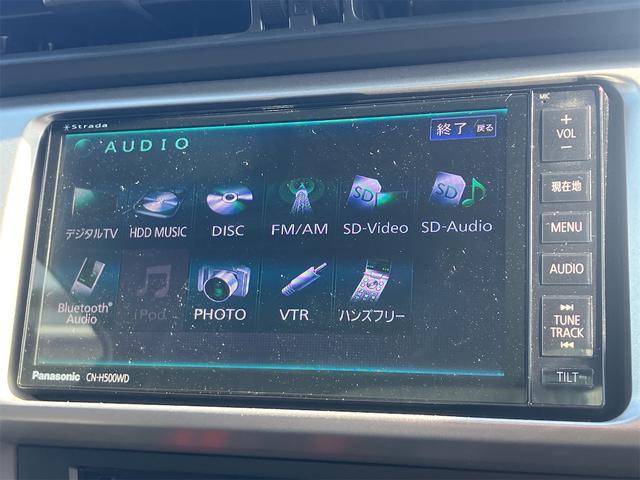 Strada
AUDIO
終了 戻る
デジタルTV
HDD MUSIC
DISC
FM/AM
SD-Video
SD-Audio
Bluetooth® Audio
iPod
PHOTO
VTR
ハンズフリー
Panasonic CN-H500WD
MIC
+
VOL
−
現在地
MENU
AUDIO
TUNE
TRACK
TILT
SD
SD